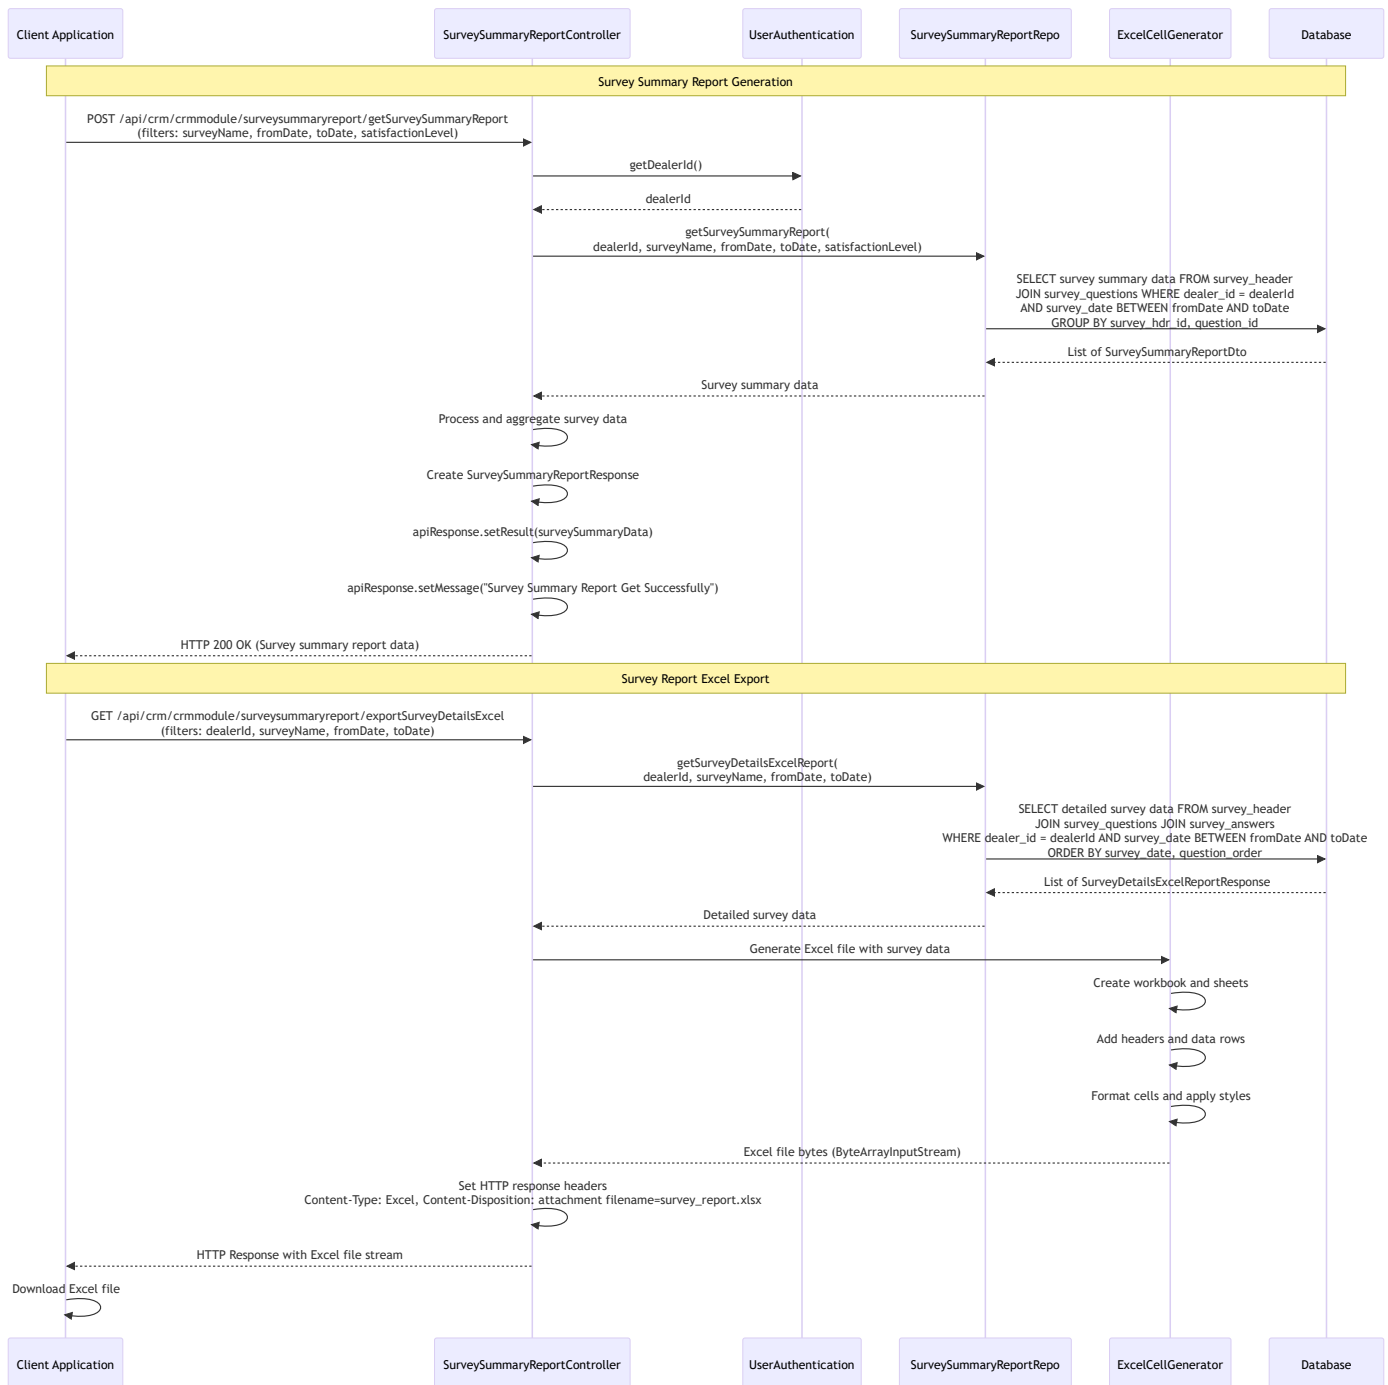 Client Application
SurveySummaryReportController
UserAuthentication
SurveySummaryReportRepo
ExcelCellGenerator
Database
Survey Summary Report Generation
POST /api/crm/crmmodule/surveysummaryreport/getSurveySummaryReport
(filters: surveyName, fromDate, toDate, satisfactionLevel)
getDealerId()
dealerId
getSurveySummaryReport(
dealerId, surveyName, fromDate, toDate, satisfactionLevel)
SELECT survey summary data FROM survey_header
JOIN survey_questions WHERE dealer_id = dealerId
AND survey_date BETWEEN fromDate AND toDate
GROUP BY survey_hdr_id, question_id
List of SurveySummaryReportDto
Survey summary data
Process and aggregate survey data
Create SurveySummaryReportResponse
apiResponse.setResult(surveySummaryData)
apiResponse.setMessage("Survey Summary Report Get Successfully")
HTTP 200 OK (Survey summary report data)
Survey Report Excel Export
GET /api/crm/crmmodule/surveysummaryreport/exportSurveyDetailsExcel
(filters: dealerId, surveyName, fromDate, toDate)
getSurveyDetailsExcelReport(
dealerId, surveyName, fromDate, toDate)
SELECT detailed survey data FROM survey_header
JOIN survey_questions JOIN survey_answers
WHERE dealer_id = dealerId AND survey_date BETWEEN fromDate AND toDate
ORDER BY survey_date, question_order
List of SurveyDetailsExcelReportResponse
Detailed survey data
Generate Excel file with survey data
Create workbook and sheets
Add headers and data rows
Format cells and apply styles
Excel file bytes (ByteArrayInputStream)
Set HTTP response headers
Content-Type: Excel, Content-Disposition: attachment filename=survey_report.xlsx
HTTP Response with Excel file stream
Download Excel file
Client Application
SurveySummaryReportController
UserAuthentication
SurveySummaryReportRepo
ExcelCellGenerator
Database